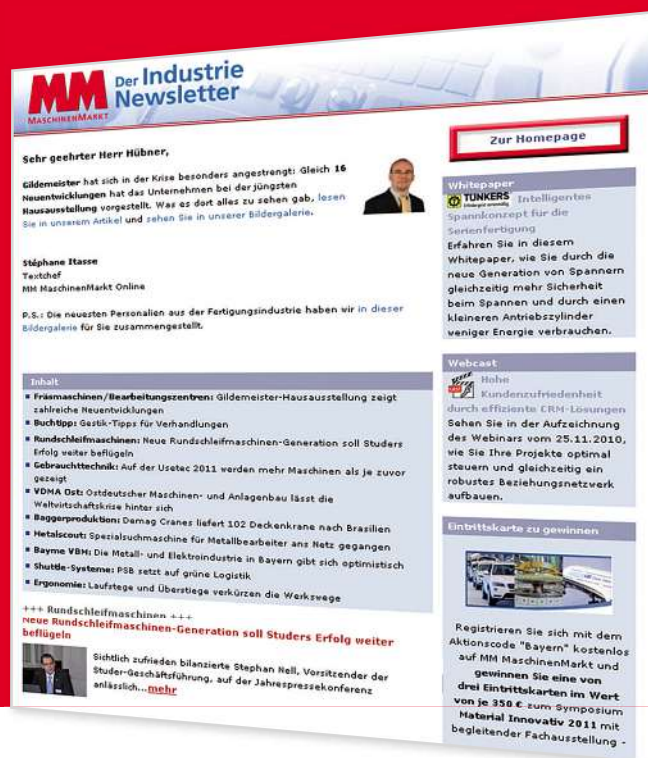 MM
MASCHINENMARKT
Der Industrie
Newsletter
Sehr geehrter Herr Hübner,
Gildemeister hat sich in der Krise besonders angestrengt: Gleich 16
Neuentwicklungen hat das Unternehmen bei der jüngsten
Hausausstellung vorgestellt. Was es dort alles zu sehen gab, lesen
Sie in unserem Artikel und sehen Sie in unserer Bildergalerie.
Stéphane Itasse
Textchef
MM MaschinenMarkt Online
P.S.: Die neuesten Personalien aus der Fertigungsindustrie haben wir in dieser
Bildergalerie für Sie zusammengestellt.
Inhalt
Fräsmaschinen/Bearbeitungszentren: Gildemeister-Hausausstellung zeigt
zahlreiche Neuentwicklungen
Buchtipp: Gestik-Tipps für Verhandlungen
Rundschleifmaschinen: Neue Rundschleifmaschinen-Generation soll Studers
Erfolg weiter beflügeln
Gebrauchttechnik: Auf der Usetec 2011 werden mehr Maschinen als je zuvor
gezeigt
VDMA Ost: Ostdeutscher Maschinen- und Anlagenbau lässt die
Weltwirtschaftskrise hinter sich
Baggerproduktion: Demag Cranes liefert 102 Deckenkrane nach Brasilien
Metalscout: Spezialsuchmaschine für Metallbearbeiter ans Netz gegangen
Bayme VBM: Die Metall- und Elektroindustrie in Bayern gibt sich optimistisch
Shuttle-Systeme: PSB setzt auf grüne Logistik
Ergonomie: Laufstege und Überstiege verkürzen die Werkswege
+++ Rundschleifmaschinen +++
Neue Rundschleifmaschinen-Generation soll Studers Erfolg weiter
beflügeln
Sichtlich zufrieden bilanzierte Stephan Nell, Vorsitzender der
Studer-Geschäftsführung, auf der Jahrespressekonferenz
anlässlich...mehr
Zur Homepage
Whitepaper
TÜNKERS Intelligentes
Spannkonzept für die
Serienfertigung
Erfahren Sie in diesem
Whitepaper, wie Sie durch die
neue Generation von Spannern
gleichzeitig mehr Sicherheit
beim Spannen und durch einen
kleineren Antriebszylinder
weniger Energie verbrauchen.
Webcast
Hohe
Kundenzufriedenheit
durch effiziente CRM-Lösungen
Sehen Sie in der Aufzeichnung
des Webinars vom 25.11.2010,
wie Sie Ihre Projekte optimal
steuern und gleichzeitig ein
robustes Beziehungsnetzwerk
aufbauen.
Eintrittskarte zu gewinnen
Registrieren Sie sich mit dem
Aktionscode "Bayern" kostenlos
auf MM MaschinenMarkt und
gewinnen Sie eine von
drei Eintrittskarten im Wert
von je 350 € zum Symposium
Material Innovativ 2011 mit
begleitender Fachausstellung -